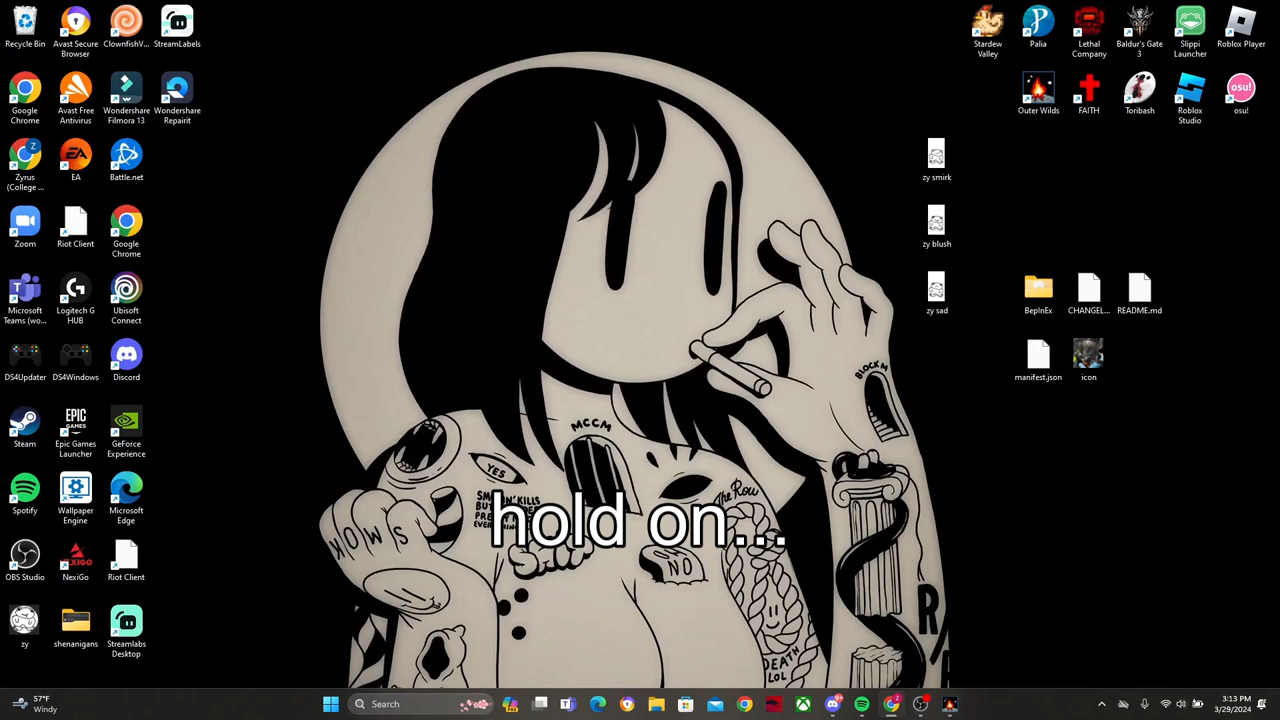 Recycle Bin
Avast Secure Browser
ClownfishV...
StreamLabels
Google Chrome
Avast Free Antivirus
Wondershare Filmora 13
Wondershare Repairit
Zyrus (College ...
EA
Battle.net
Zoom
Riot Client
Google Chrome
Microsoft Teams (wo...
Logitech G HUB
Ubisoft Connect
DS4Updater
DS4Windows
Discord
Steam
Epic Games Launcher
GeForce Experience
Spotify
Wallpaper Engine
Microsoft Edge
OBS Studio
NexiGo
Riot Client
zy
shenanigans
Streamlabs Desktop
Stardew Valley
Palia
Lethal Company
Baldur's Gate 3
Slippi Launcher
Roblox Player
Outer Wilds
FAITH
Toribash
Roblox Studio
osu!
zy smirk
zy blush
zy sad
BepInEx
CHANGEL...
README.md
manifest.json
icon
BLOCK M
MCCM
YES
The Row
NO
SMOK
DEATH
LOL
hold on...
57°F
Windy
Search
3:13 PM
3/29/2024